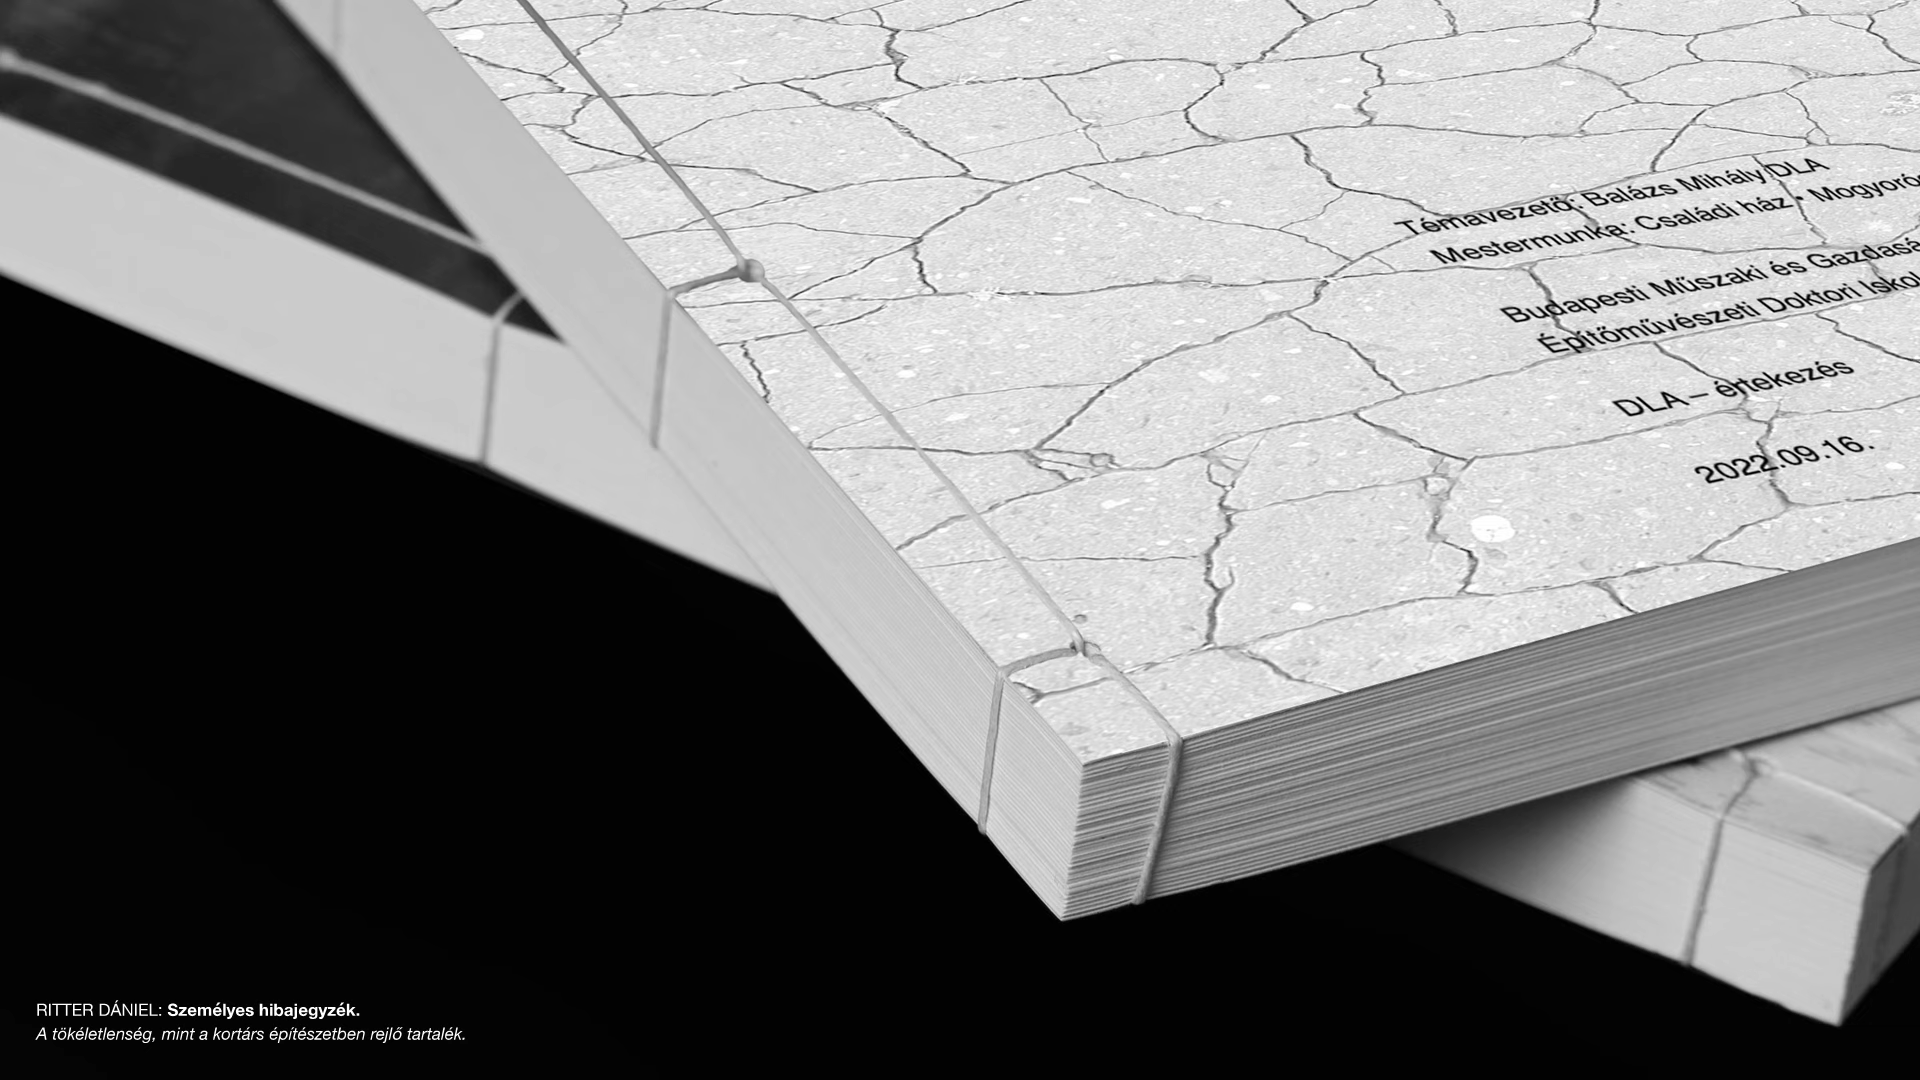 Témavezető: Balázs Mihály DLA
Mestermunka: Családi ház • Mogyoró
Budapesti Műszaki és Gazdasá
Építőművészeti Doktori Iskol
DLA – értekezés
2022.09.16.
RITTER DÁNIEL: Személyes hibajegyzék.
A tökéletlenség, mint a kortárs építészetben rejlő tartalék.